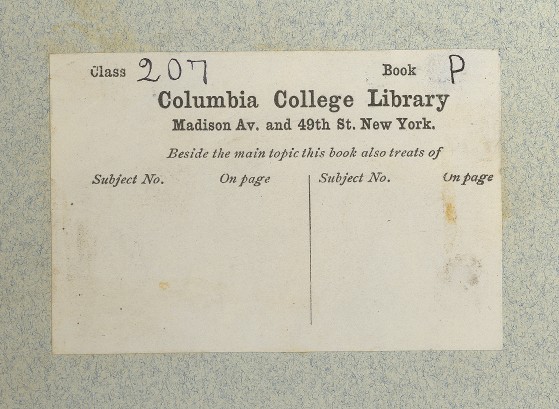 Class 207 Book P
Columbia College Library
Madison Av. and 49th St. New York.
Beside the main topic this book also treats of
Subject No. On page Subject No. On page